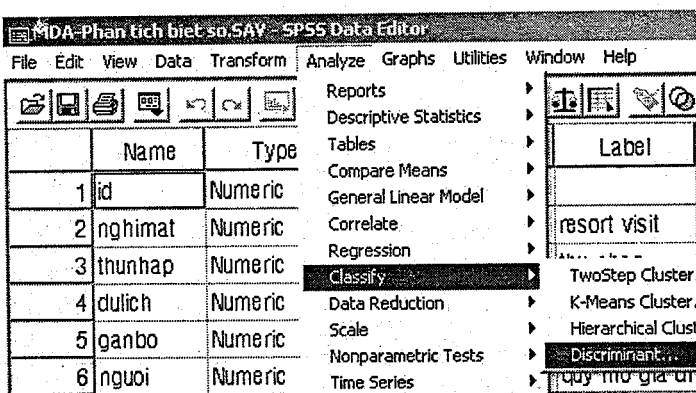 MDA-Phan tich biet so.SAV - SPSS Data Editor
File Edit View Data Transform Analyze Graphs Utilities Window Help
Name Type Label
1 id Numeric
2 nghimat Numeric resort visit
3 thunhap Numeric
4 dulich Numeric
5 ganbo Numeric
6 nguoi Numeric
Reports
Descriptive Statistics
Tables
Compare Means
General Linear Model
Correlate
Regression
Classify
Data Reduction
Scale
Nonparametric Tests
Time Series
TwoStep Cluster
K-Means Cluster.
Hierarchical Clust
Discriminant...